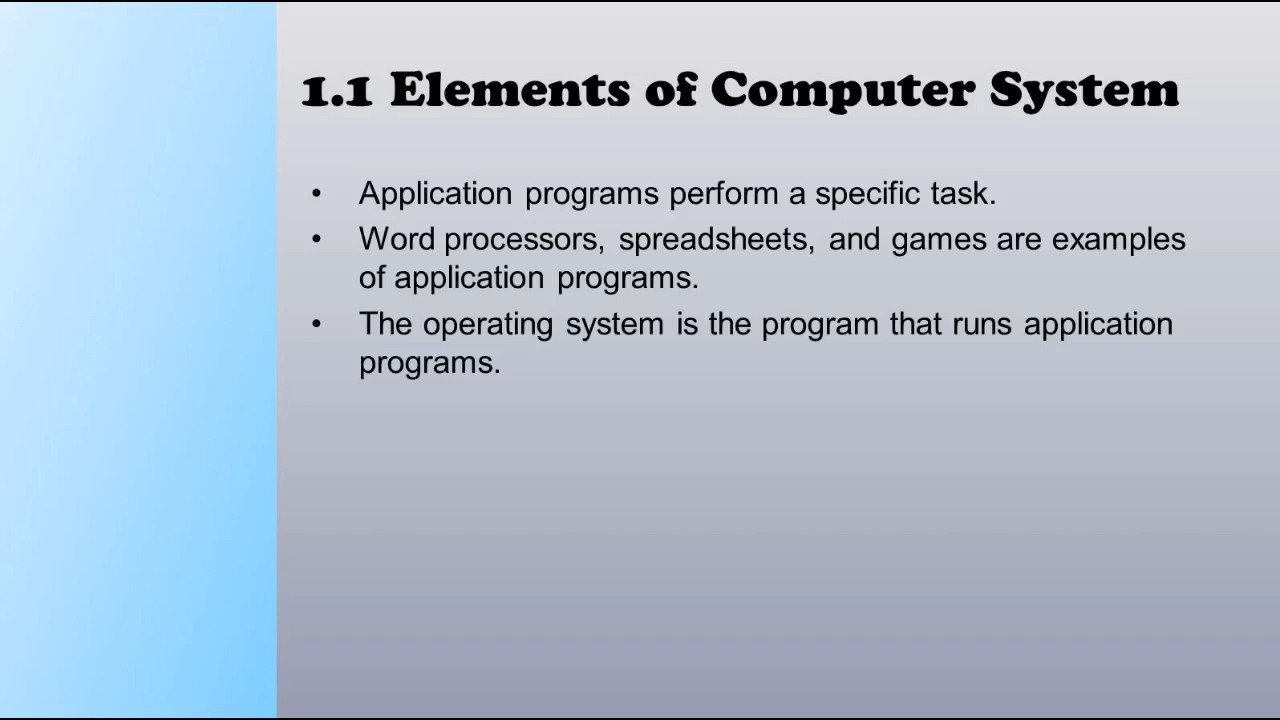 1.1 Elements of Computer System
• Application programs perform a specific task.
• Word processors, spreadsheets, and games are examples
of application programs.
• The operating system is the program that runs application
programs.